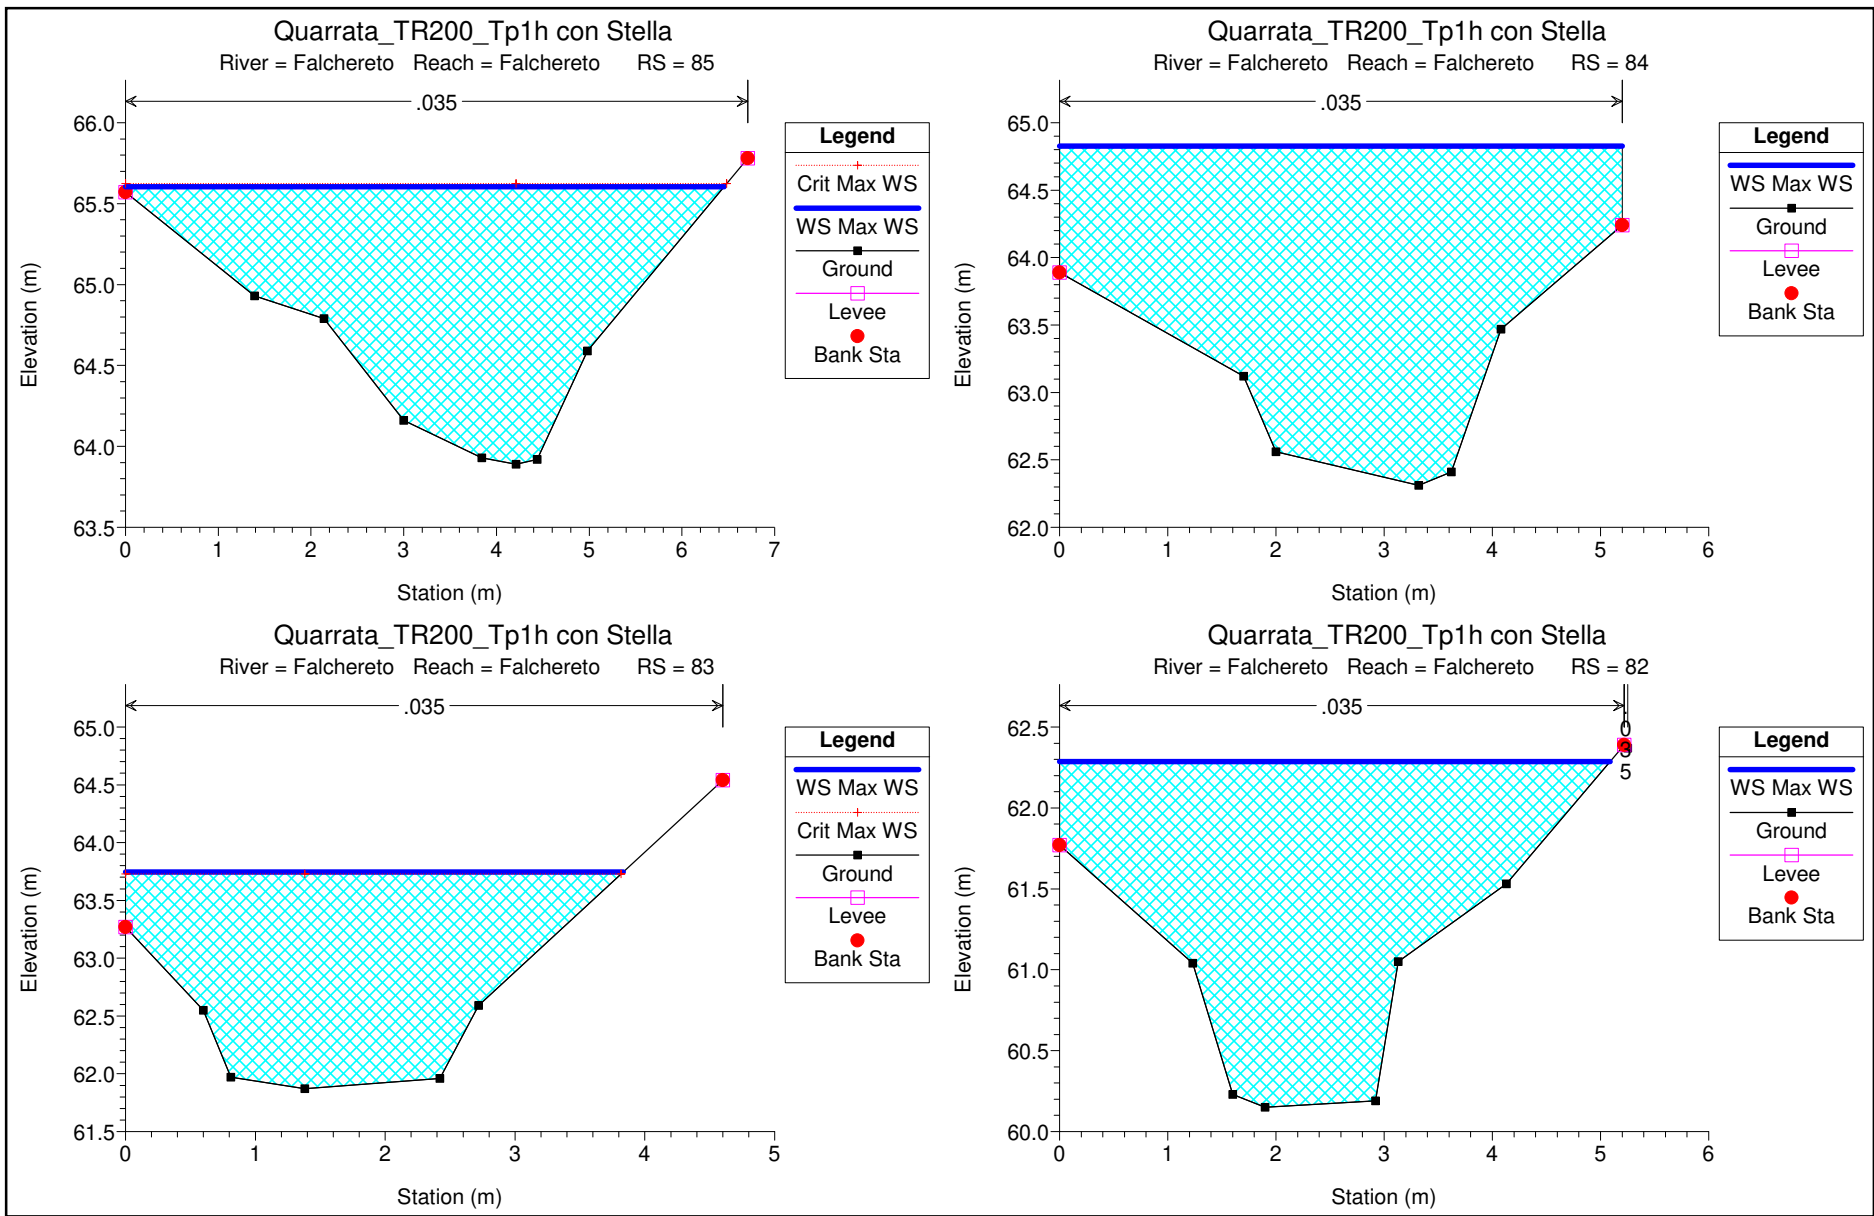 Quarrata_TR200_Tp1h con Stella
River = Falchereto Reach = Falchereto RS = 85
.035
66.0
65.5
65.0
64.5
64.0
63.5
Elevation (m)
0 1 2 3 4 5 6 7
Station (m)
Legend
Crit Max WS
WS Max WS
Ground
Levee
Bank Sta
Quarrata_TR200_Tp1h con Stella
River = Falchereto Reach = Falchereto RS = 84
.035
65.0
64.5
64.0
63.5
63.0
62.5
62.0
Elevation (m)
0 1 2 3 4 5 6
Station (m)
Legend
WS Max WS
Ground
Levee
Bank Sta
Quarrata_TR200_Tp1h con Stella
River = Falchereto Reach = Falchereto RS = 83
.035
65.0
64.5
64.0
63.5
63.0
62.5
62.0
61.5
Elevation (m)
0 1 2 3 4 5
Station (m)
Legend
WS Max WS
Crit Max WS
Ground
Levee
Bank Sta
Quarrata_TR200_Tp1h con Stella
River = Falchereto Reach = Falchereto RS = 82
.035
.
0
3
5
62.5
62.0
61.5
61.0
60.5
60.0
Elevation (m)
0 1 2 3 4 5 6
Station (m)
Legend
WS Max WS
Ground
Levee
Bank Sta